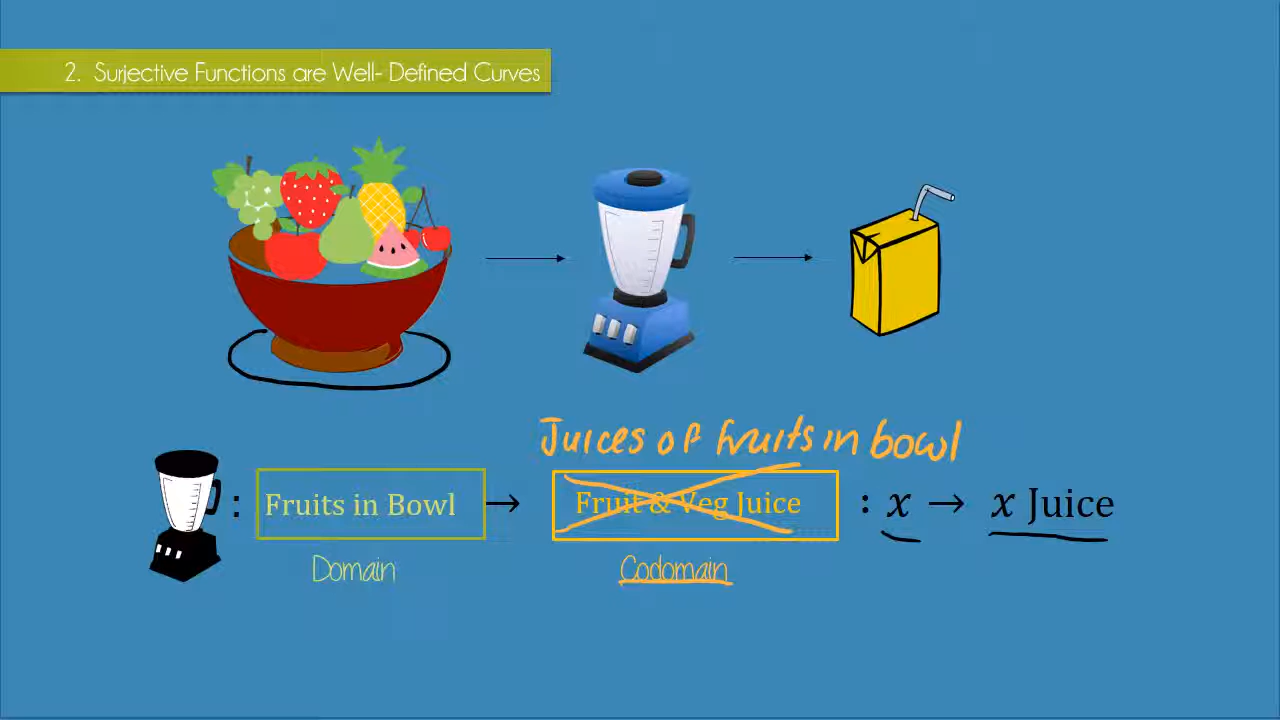 2. Surjective Functions are Well- Defined Curves
Juices of fruits in bowl
: Fruits in Bowl → Fruit & Veg Juice : x → x Juice
Domain Codomain